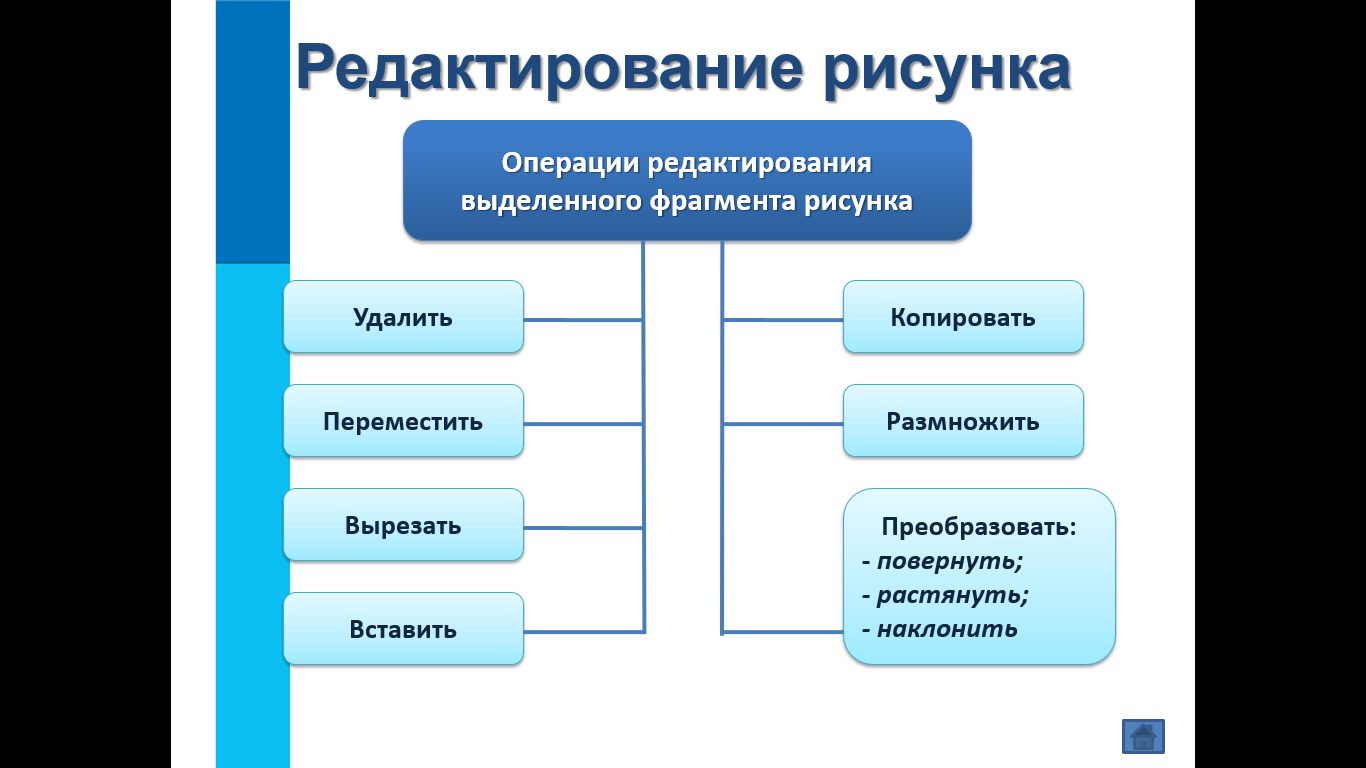 Редактирование рисунка
Операции редактирования
выделенного фрагмента рисунка
Удалить
Переместить
Вырезать
Вставить
Копировать
Размножить
Преобразовать:
- повернуть;
- растянуть;
- наклонить